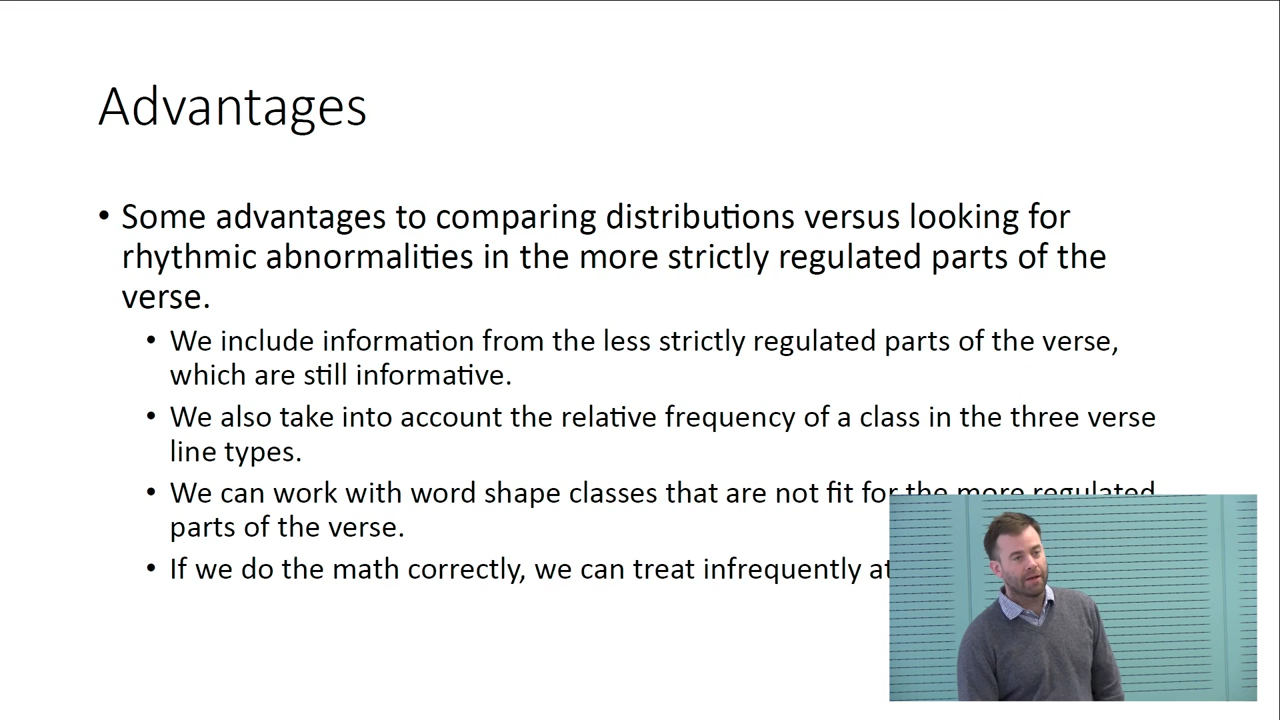 Advantages
• Some advantages to comparing distributions versus looking for
rhythmic abnormalities in the more strictly regulated parts of the
verse.
• We include information from the less strictly regulated parts of the verse,
which are still informative.
• We also take into account the relative frequency of a class in the three verse
line types.
• We can work with word shape classes that are not fit for the more regulated
parts of the verse.
• If we do the math correctly, we can treat infrequently